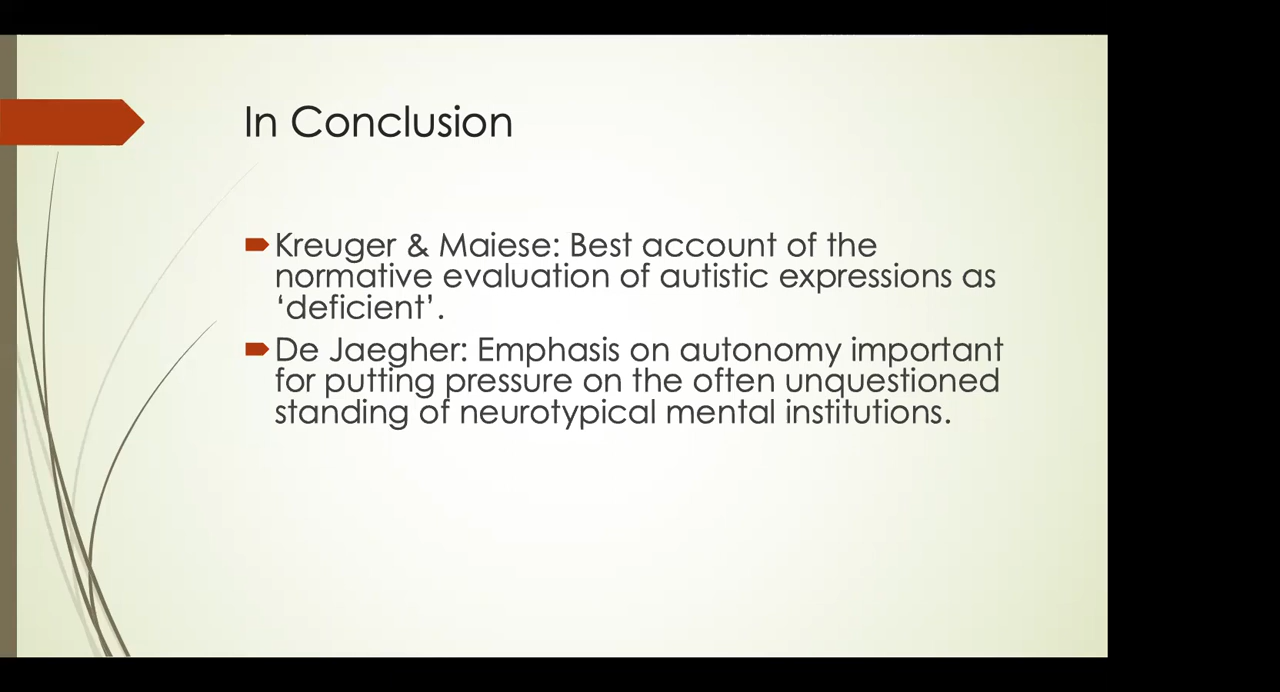 In Conclusion
Kreuger & Maiese: Best account of the
normative evaluation of autistic expressions as
‘deficient’.
De Jaegher: Emphasis on autonomy important
for putting pressure on the often unquestioned
standing of neurotypical mental institutions.